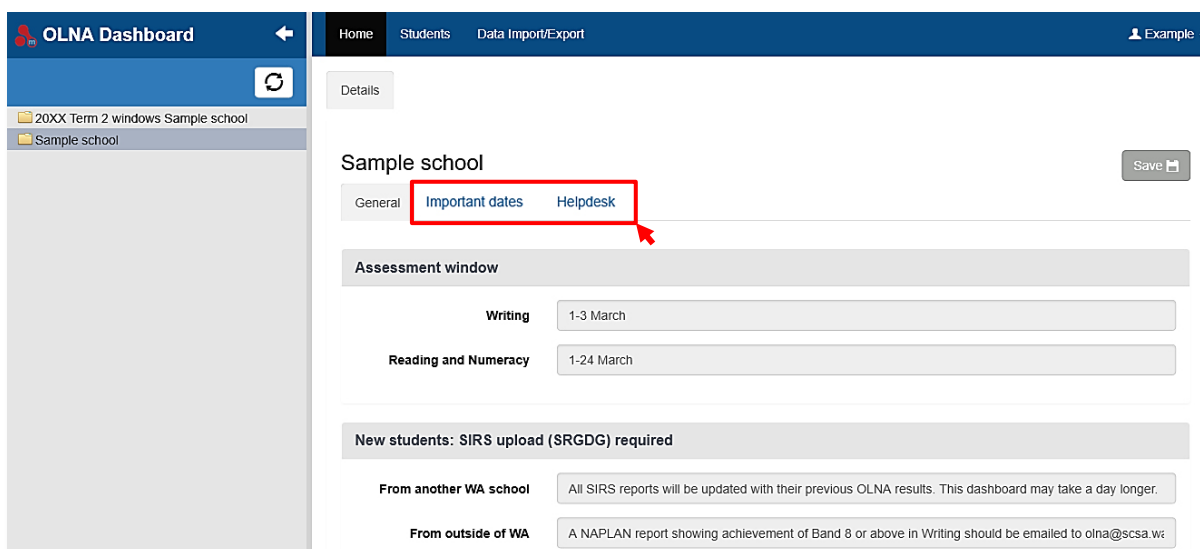 OLNA Dashboard
Home Students Data Import/Export Example
Details
20XX Term 2 windows Sample school
Sample school
Sample school
Save
General Important dates Helpdesk
Assessment window
Writing 1-3 March
Reading and Numeracy 1-24 March
New students: SIRS upload (SRGDG) required
From another WA school All SIRS reports will be updated with their previous OLNA results. This dashboard may take a day longer.
From outside of WA A NAPLAN report showing achievement of Band 8 or above in Writing should be emailed to olna@scsa.wa